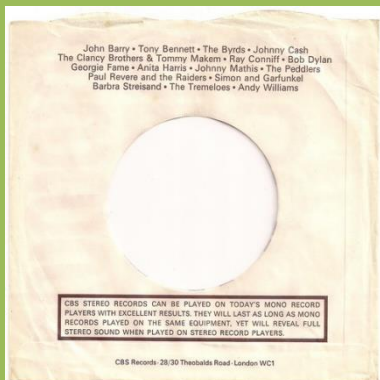 John Barry • Tony Bennett • The Byrds • Johnny Cash
The Clancy Brothers & Tommy Makem • Ray Conniff • Bob Dylan
Georgie Fame • Anita Harris • Johnny Mathis • The Peddlers
Paul Revere and the Raiders • Simon and Garfunkel
Barbra Streisand • The Tremeloes • Andy Williams
CBS STEREO RECORDS CAN BE PLAYED ON TODAY'S MONO RECORD
PLAYERS WITH EXCELLENT RESULTS. THEY WILL LAST AS LONG AS MONO
RECORDS PLAYED ON THE SAME EQUIPMENT, YET WILL REVEAL FULL
STEREO SOUND WHEN PLAYED ON STEREO RECORD PLAYERS.
CBS Records • 28/30 Theobalds Road • London WC1